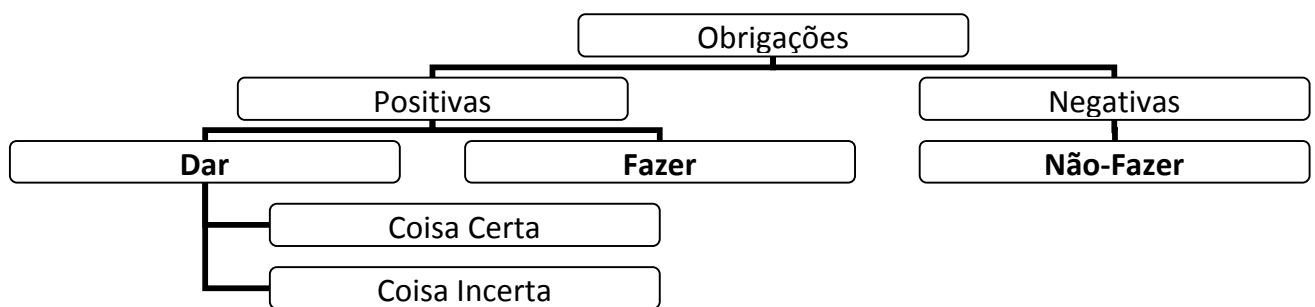 Obrigações
Positivas
Negativas
Dar
Fazer
Não-Fazer
Coisa Certa
Coisa Incerta